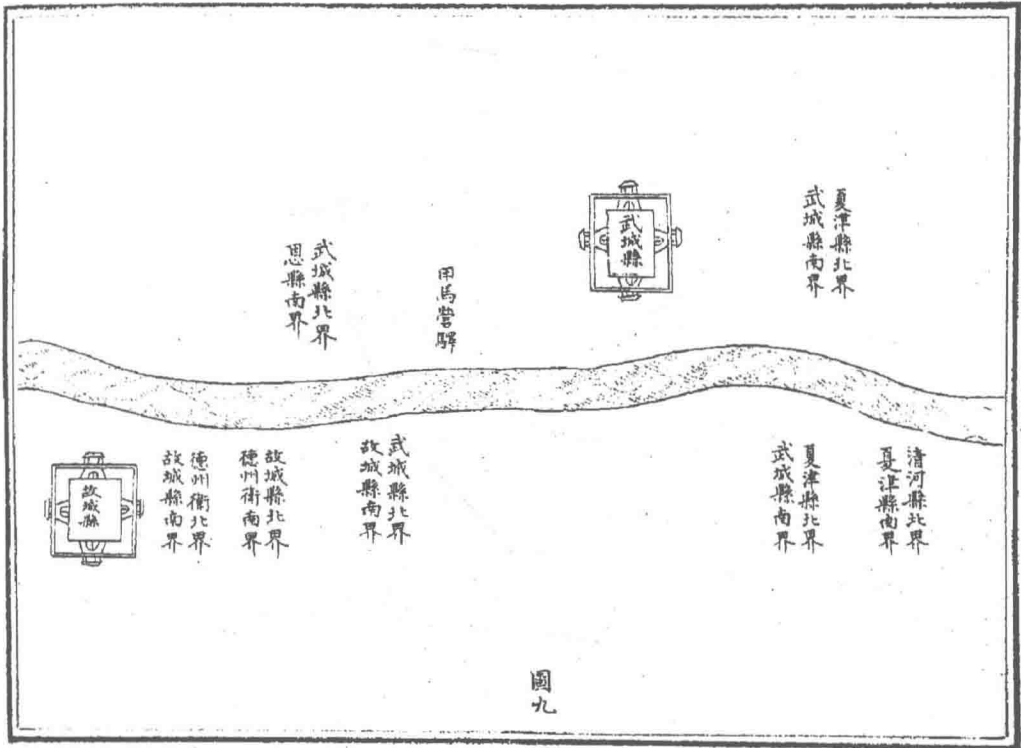 夏津縣北界
武城縣南界
武城縣
甲馬營驛
武城縣北界
恩縣南界
清河縣北界
夏津縣南界
夏津縣北界
武城縣南界
武城縣北界
故城縣南界
故城縣北界
德州衛南界
德州衛北界
故城縣南界
故城縣
圖九